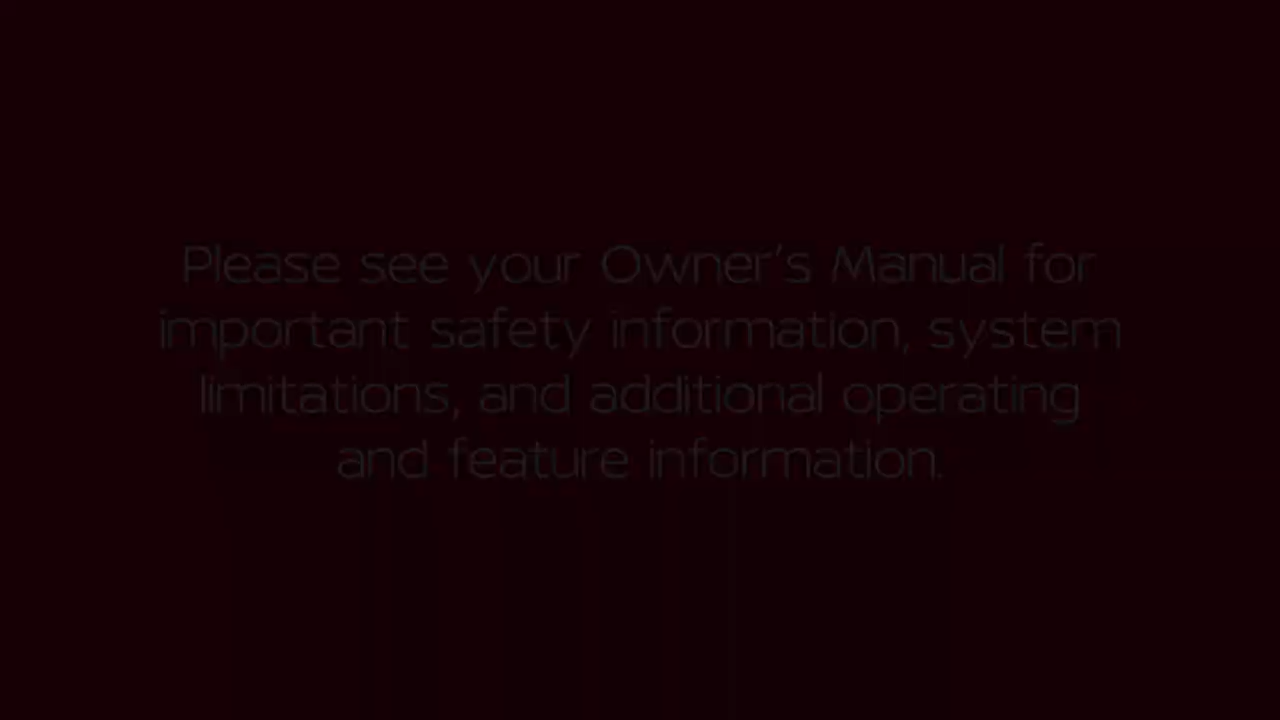 Please see your Owner’s Manual for
important safety information, system
limitations, and additional operating
and feature information.